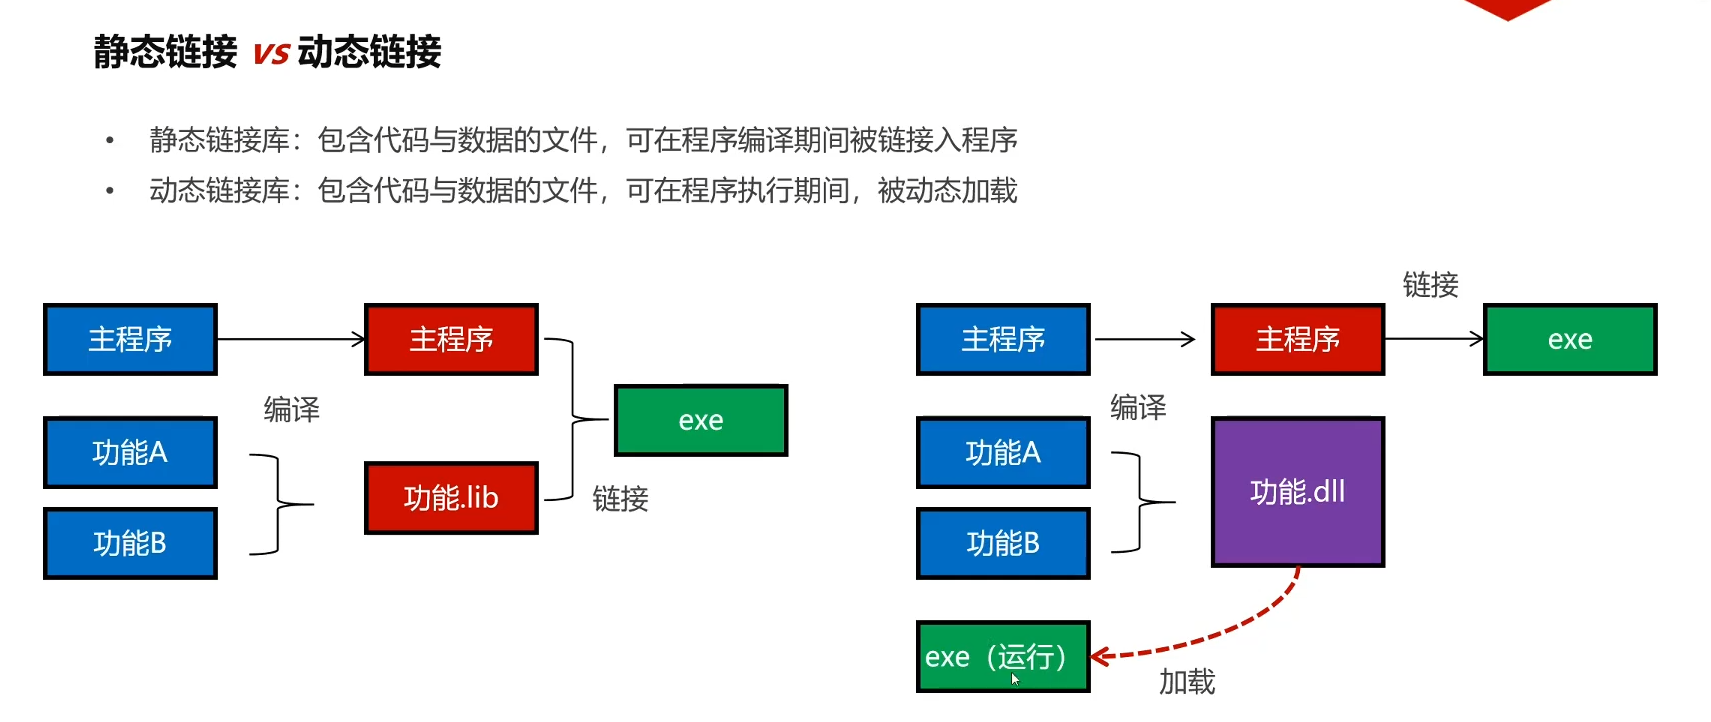 静态链接 vs 动态链接
• 静态链接库：包含代码与数据的文件，可在程序编译期间被链接入程序
• 动态链接库：包含代码与数据的文件，可在程序执行期间，被动态加载
主程序
主程序
编译
功能A
功能B
功能.lib
链接
exe
主程序
主程序
链接
exe
编译
功能A
功能B
功能.dll
exe（运行）
加载